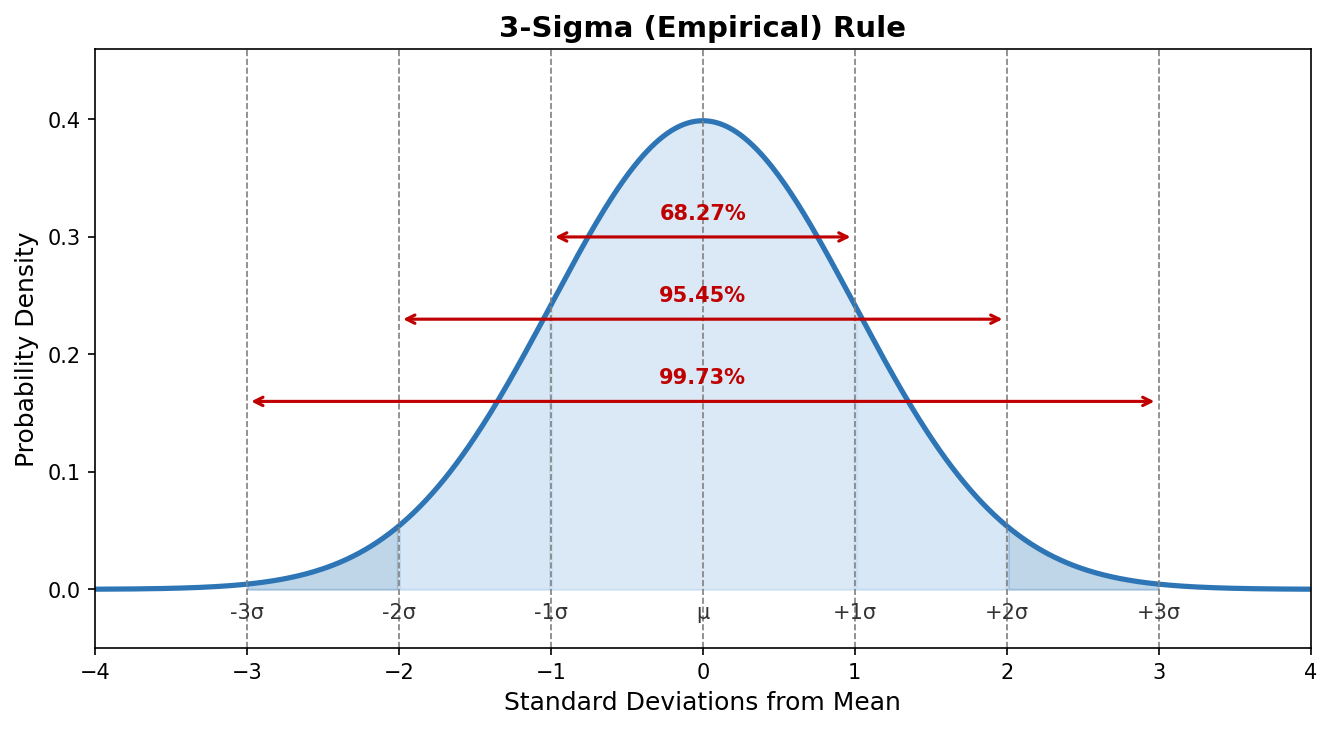 3-Sigma (Empirical) Rule
Probability Density
0.4
0.3
0.2
0.1
0.0
68.27%
95.45%
99.73%
-3σ -2σ -1σ μ +1σ +2σ +3σ
−4 −3 −2 −1 0 1 2 3 4
Standard Deviations from Mean